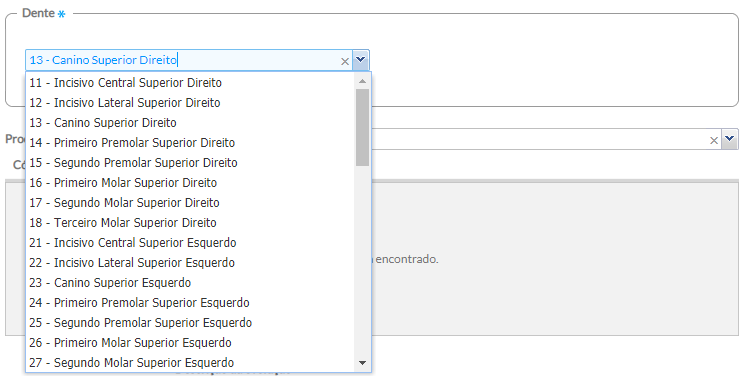 Dente *
13 - Canino Superior Direito
11 - Incisivo Central Superior Direito
12 - Incisivo Lateral Superior Direito
13 - Canino Superior Direito
14 - Primeiro Premolar Superior Direito
15 - Segundo Premolar Superior Direito
16 - Primeiro Molar Superior Direito
17 - Segundo Molar Superior Direito
18 - Terceiro Molar Superior Direito
21 - Incisivo Central Superior Esquerdo
22 - Incisivo Lateral Superior Esquerdo
23 - Canino Superior Esquerdo
24 - Primeiro Premolar Superior Esquerdo
25 - Segundo Premolar Superior Esquerdo
26 - Primeiro Molar Superior Esquerdo
27 - Segundo Molar Superior Esquerdo
encontrado.